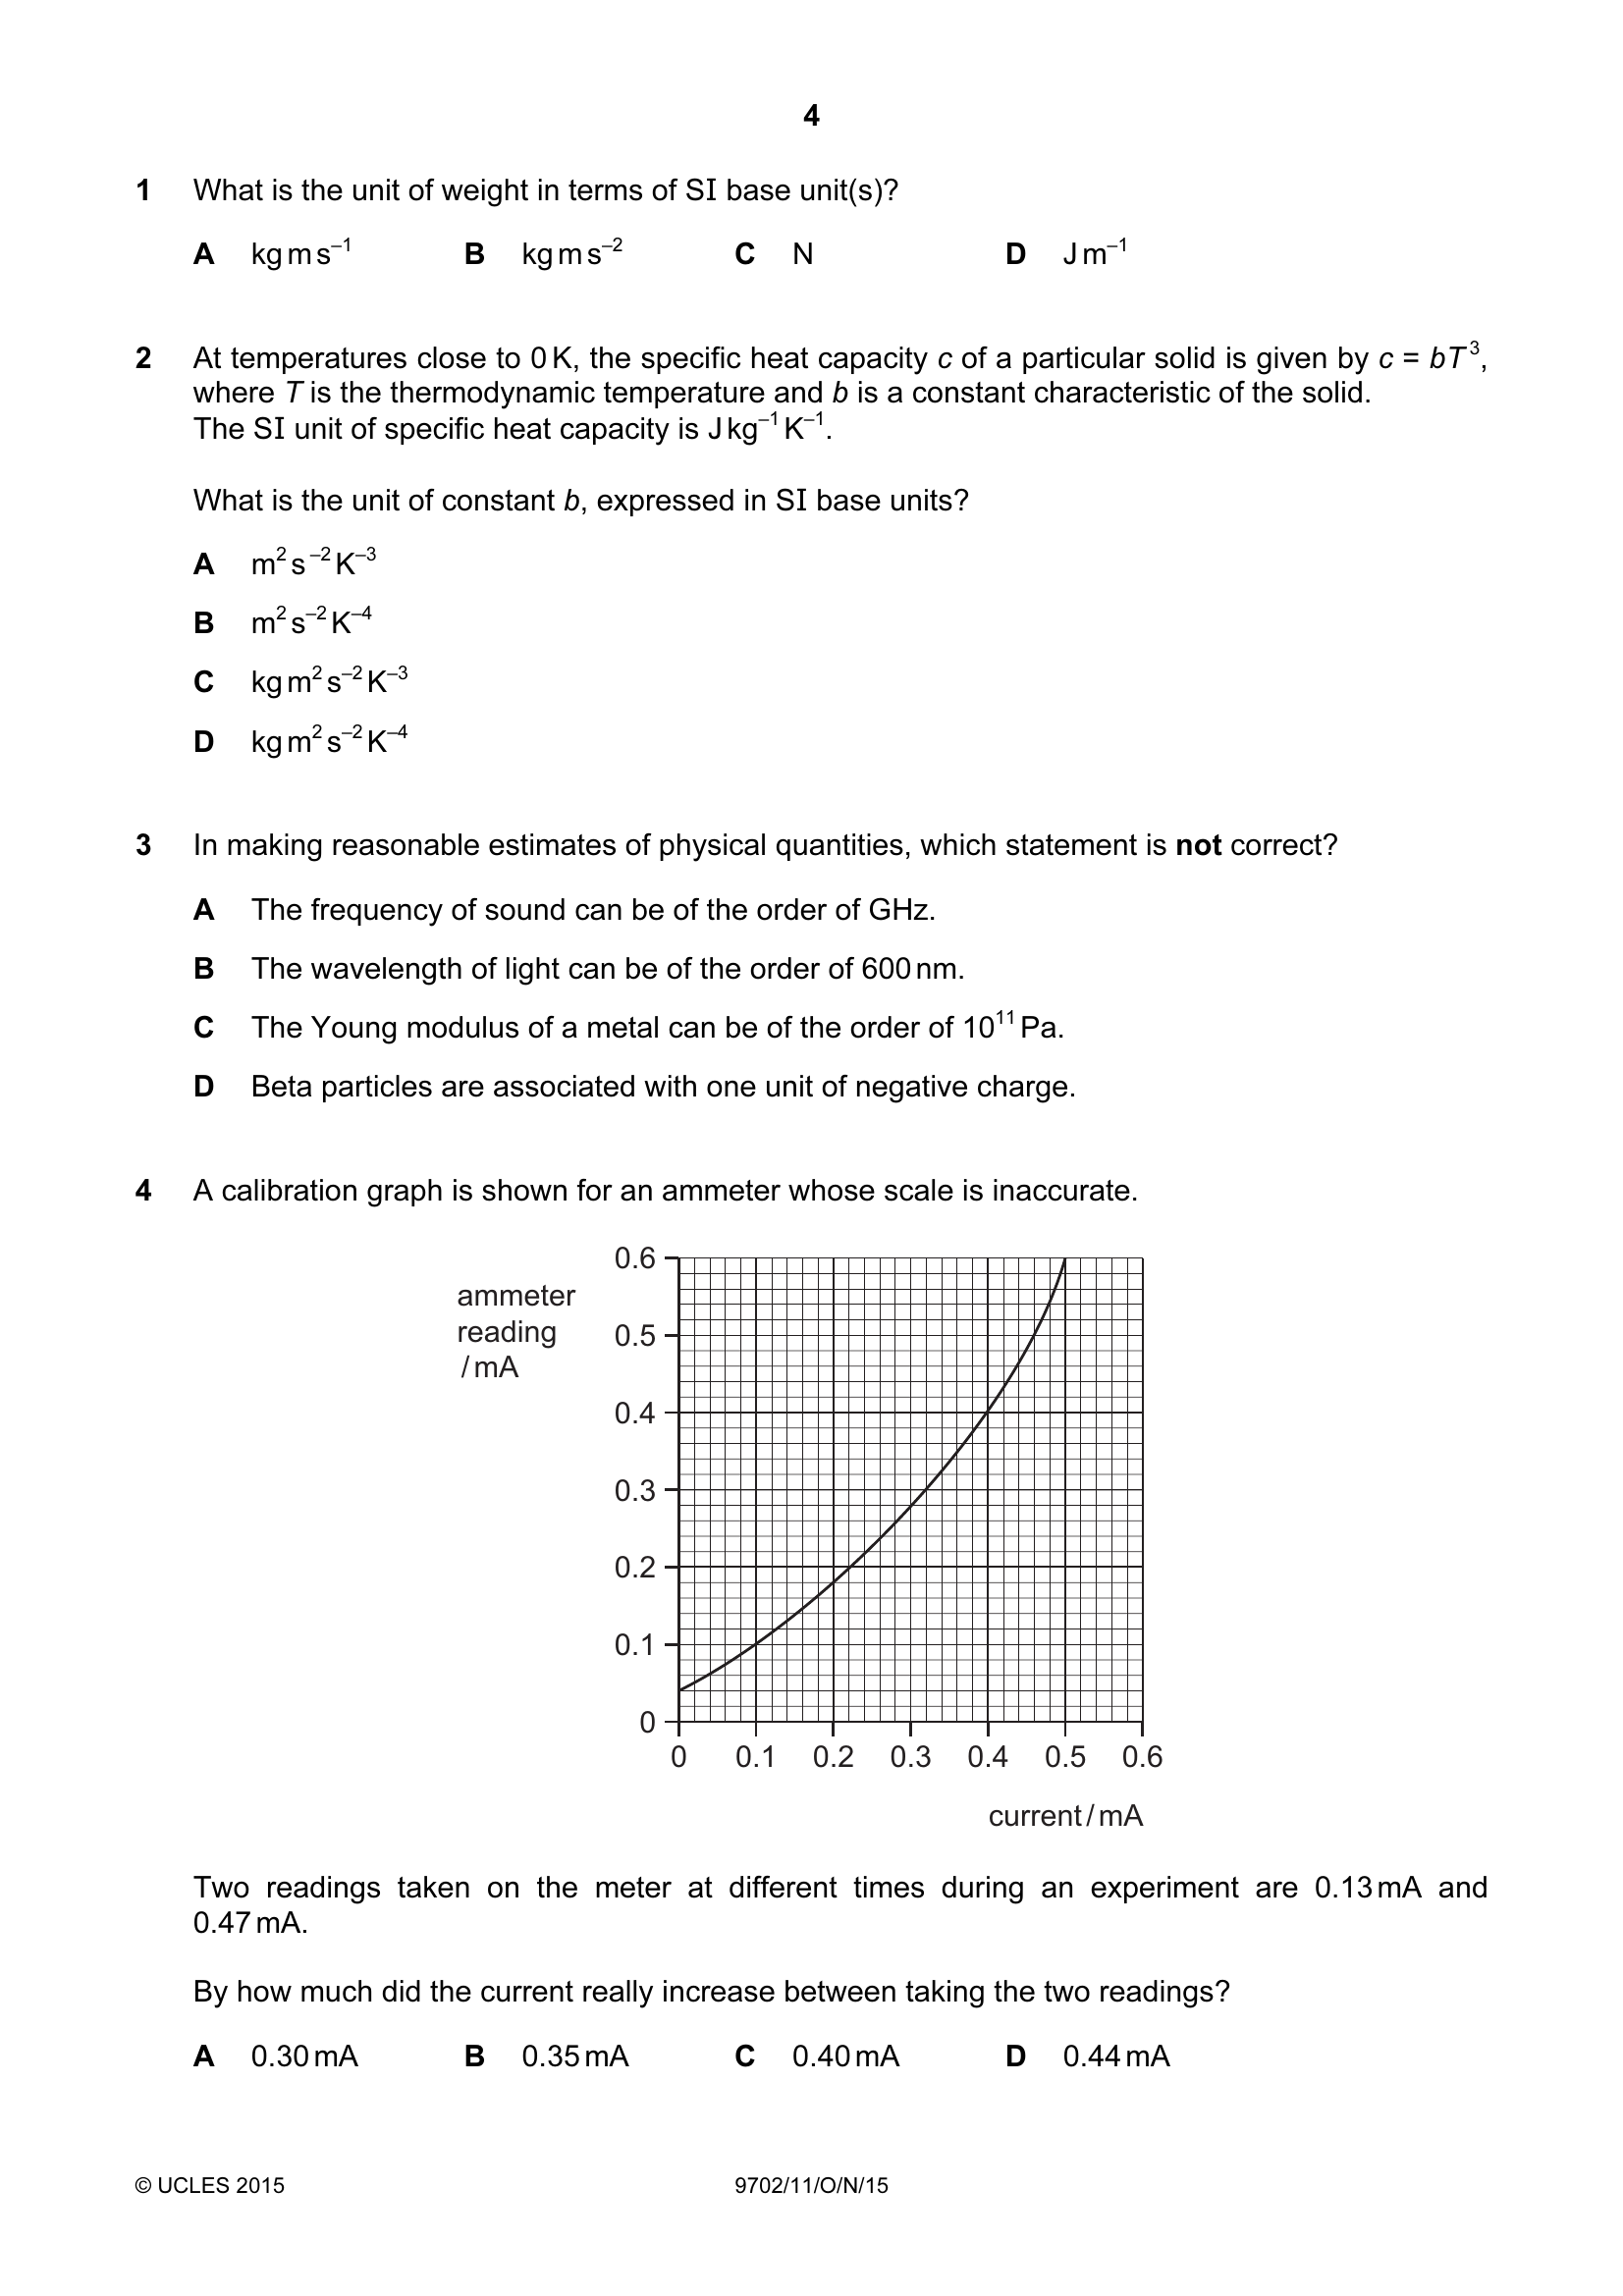 4
1 What is the unit of weight in terms of SI base unit(s)?
A kg m s⁻¹ B kg m s⁻² C N D J m⁻¹
2 At temperatures close to 0 K, the specific heat capacity c of a particular solid is given by c = bT³,
where T is the thermodynamic temperature and b is a constant characteristic of the solid.
The SI unit of specific heat capacity is J kg⁻¹ K⁻¹.
What is the unit of constant b, expressed in SI base units?
A m² s⁻² K⁻³
B m² s⁻² K⁻⁴
C kg m² s⁻² K⁻³
D kg m² s⁻² K⁻⁴
3 In making reasonable estimates of physical quantities, which statement is not correct?
A The frequency of sound can be of the order of GHz.
B The wavelength of light can be of the order of 600 nm.
C The Young modulus of a metal can be of the order of 10¹¹ Pa.
D Beta particles are associated with one unit of negative charge.
4 A calibration graph is shown for an ammeter whose scale is inaccurate.
ammeter
reading
/ mA
0.6
0.5
0.4
0.3
0.2
0.1
0
0 0.1 0.2 0.3 0.4 0.5 0.6
current / mA
Two readings taken on the meter at different times during an experiment are 0.13 mA and
0.47 mA.
By how much did the current really increase between taking the two readings?
A 0.30 mA B 0.35 mA C 0.40 mA D 0.44 mA
© UCLES 2015 9702/11/O/N/15